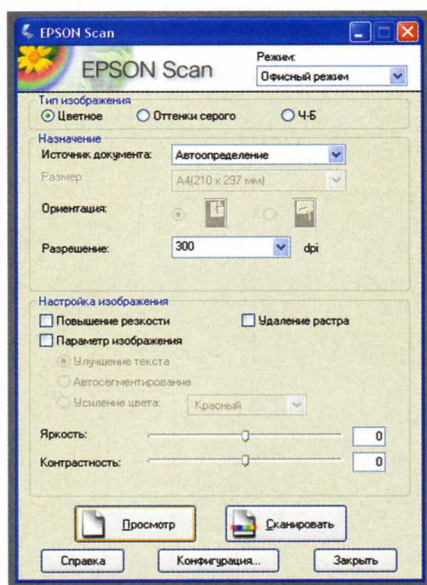 EPSON Scan
EPSON Scan
Режим:
Офисный режим
Тип изображения
Цветное Оттенки серого Ч-Б
Назначение
Источник документа: Автоопределение
Размер: A4(210 x 297 мм)
Ориентация:
Разрешение: 300 dpi
Настройка изображения
Повышение резкости Удаление растра
Параметр изображения
Улучшение текста
Автосегментирование
Усиление цвета: Красный
Яркость: 0
Контрастность: 0
Просмотр Сканировать
Справка Конфигурация... Закрыть